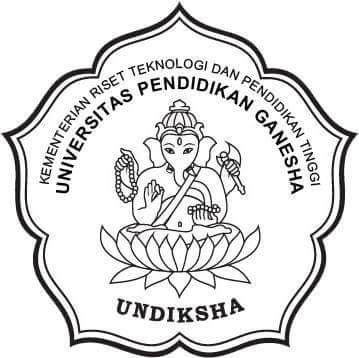 KEMENTERIAN RISET TEKNOLOGI DAN PENDIDIKAN TINGGI
UNIVERSITAS PENDIDIKAN GANESHA
UNDIKSHA